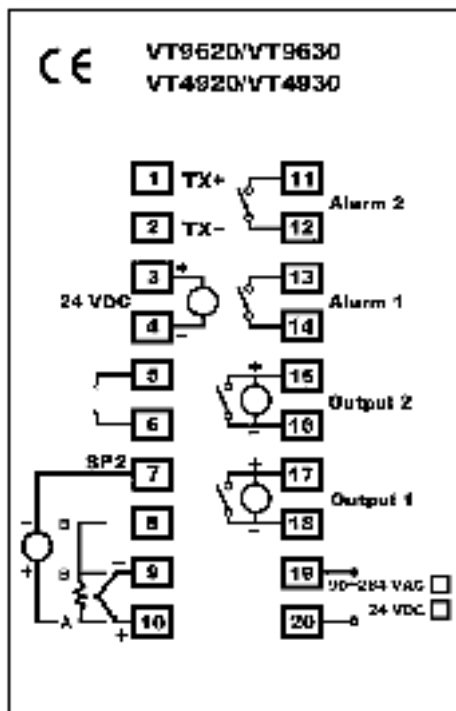 CE
VT9620/VT9630
VT4920/VT4930
1 TX+ 11
Alarm 2
2 TX- 12
3 + 13
24 VDC Alarm 1
4 - 14
5 + 15
Output 2
6 - 16
SP2
7 + 17
- Output 1
8 - 18
+ B
9 - 19
90-264 VAC
A 10 + 20
24 VDC